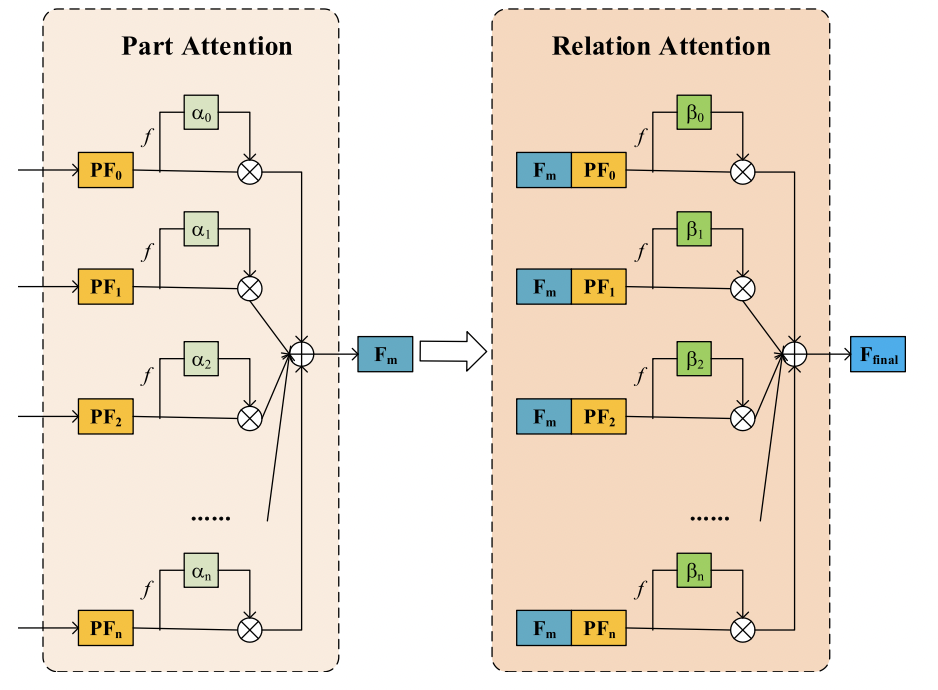 Part Attention
f α0
PF0
f α1
PF1
f α2
PF2
......
f αn
PFn
Fm
Relation Attention
f β0
Fm PF0
f β1
Fm PF1
f β2
Fm PF2
......
f βn
Fm PFn
Ffinal